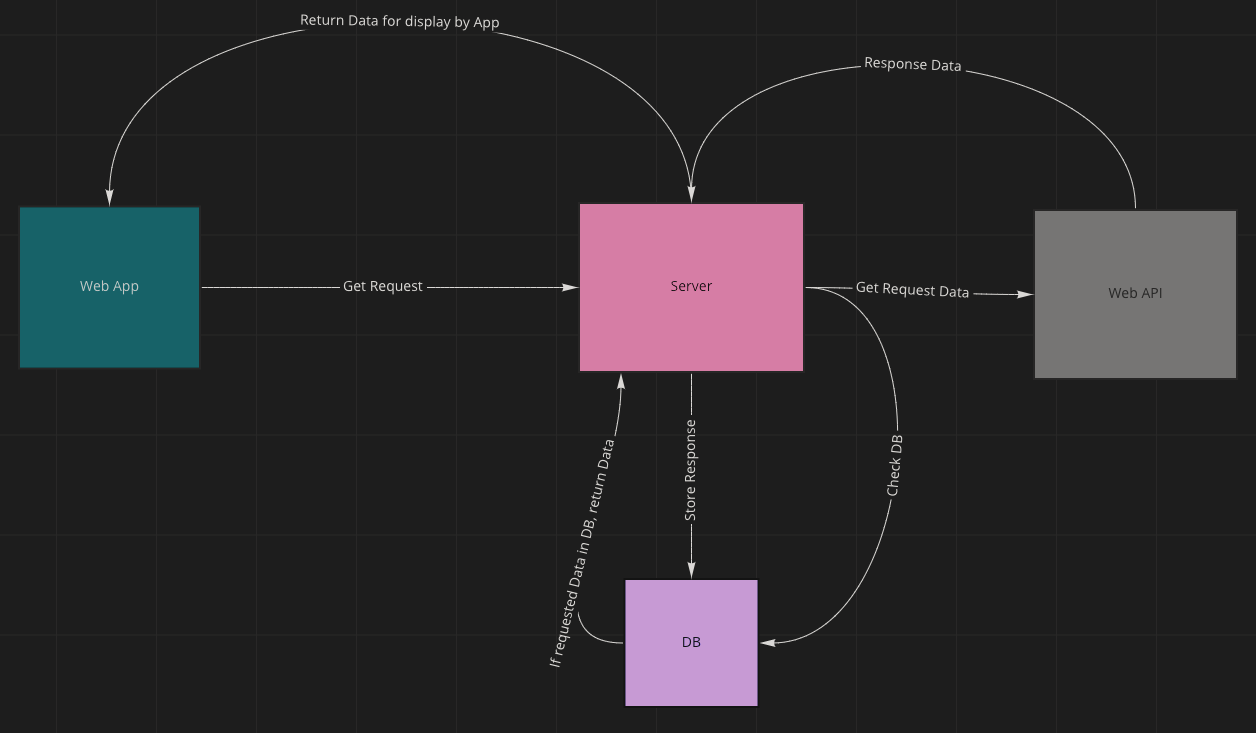 Return Data for display by App
Response Data
Web App
Get Request
Server
Get Request Data
Web API
If requested Data in DB, return Data
Store Response
Check DB
DB